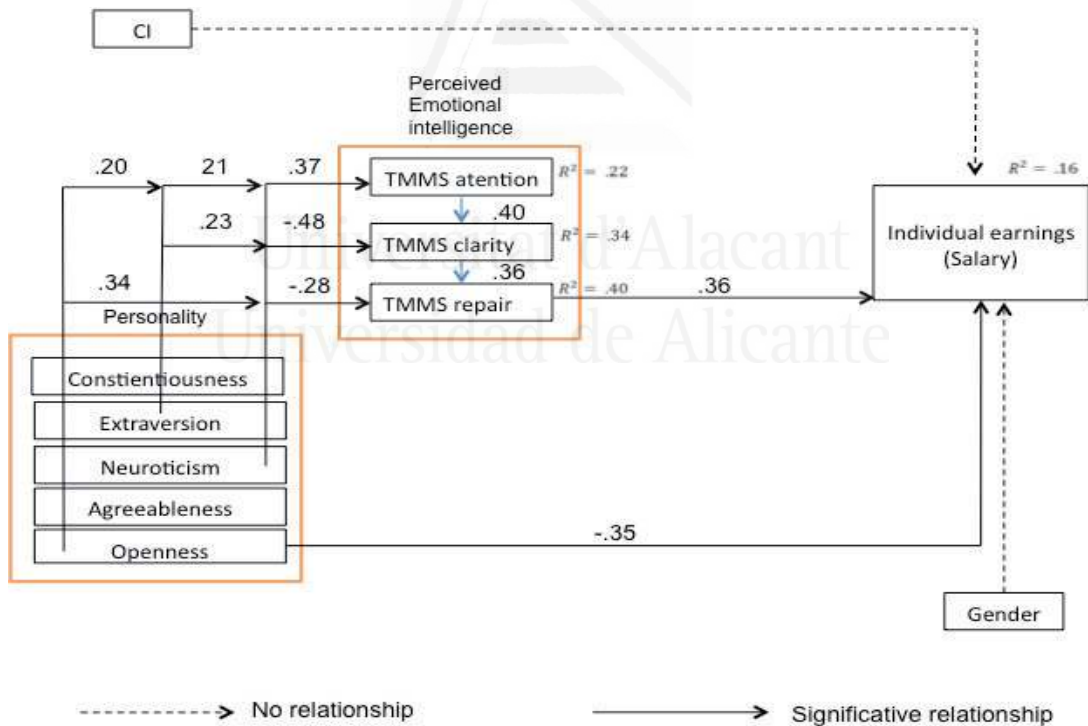 CI
Perceived
Emotional
intelligence
R² = .16
.20
21
.37
TMMS atention
R² = .22
.40
.23
-.48
TMMS clarity
R² = .34
Individual earnings
(Salary)
.36
.34
-.28
TMMS repair
R² = .40
.36
Personality
Universitat d'Alacant
Universidad de Alicante
Constientiousness
Extraversion
Neuroticism
Agreeableness
Openness
-.35
Gender
No relationship
Significative relationship